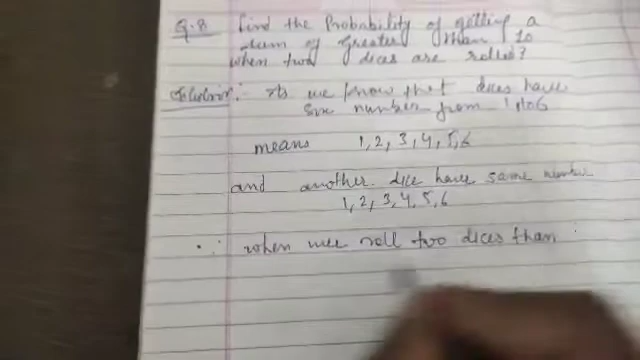 Q.8 Find the Probability of getting a
sum of greater than 10
when two dices are rolled?
Solution:- As we know that dices have
six number from 1 to 6
means 1, 2, 3, 4, 5, 6
and another dice have same number
1, 2, 3, 4, 5, 6
∴ when we roll two dices than